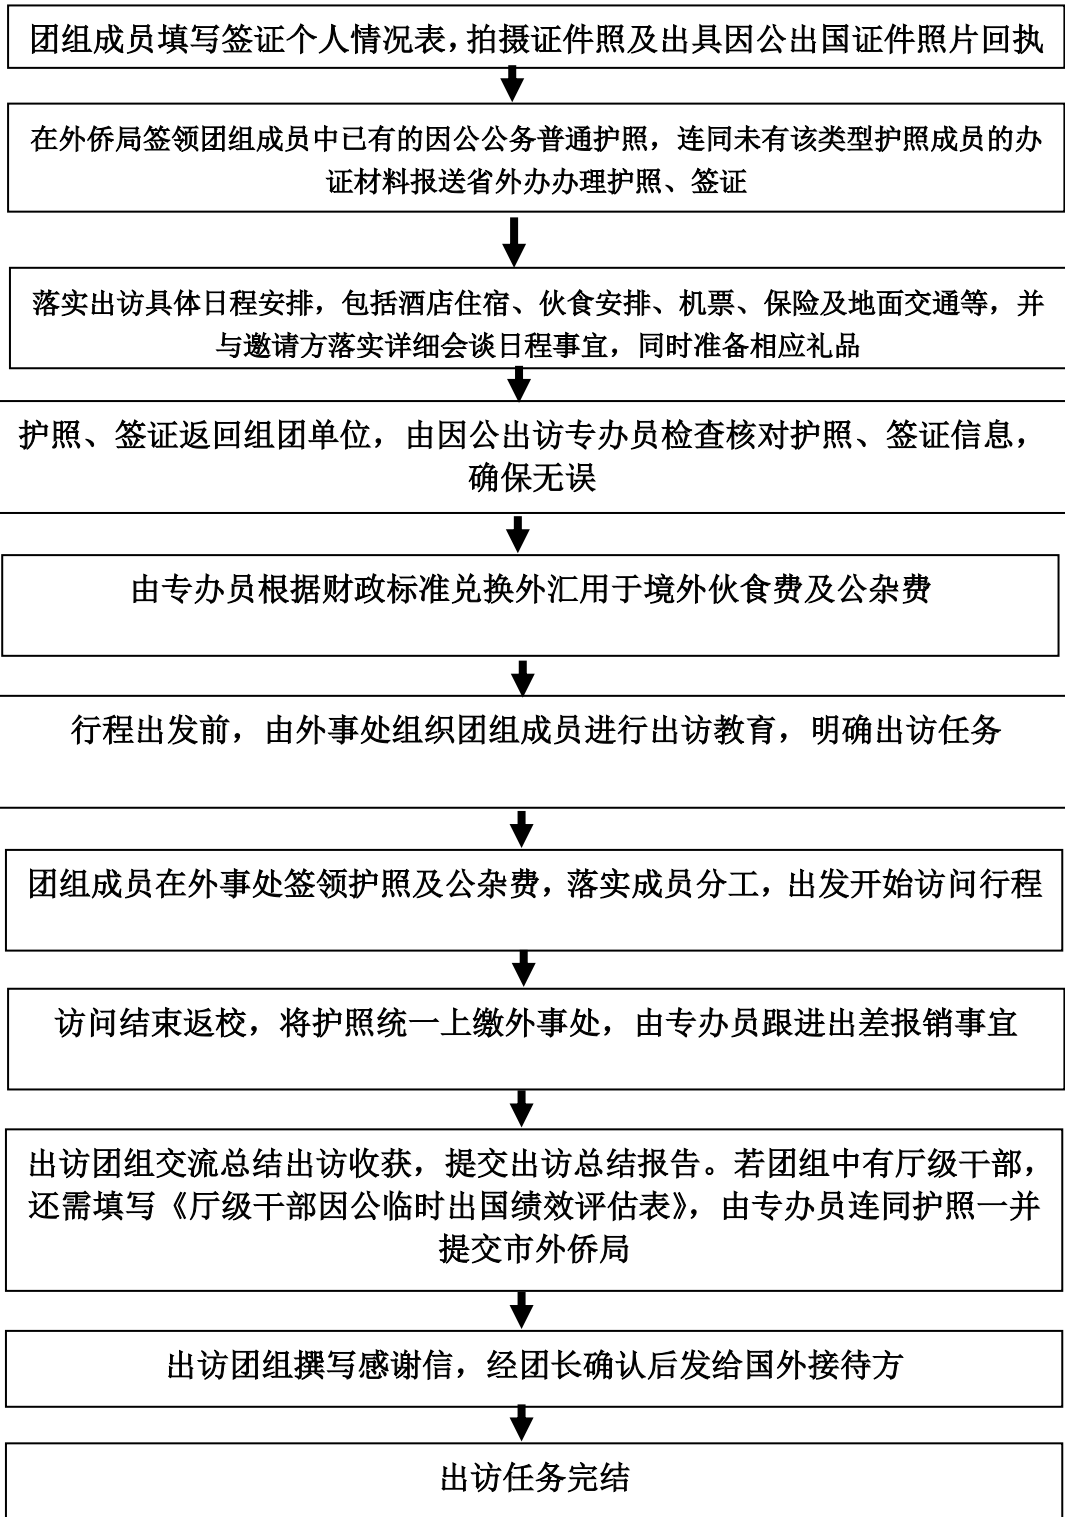 团组成员填写签证个人情况表，拍摄证件照及出具因公出国证件照片回执
在外侨局签领团组成员中已有的因公公务普通护照，连同未有该类型护照成员的办
证材料报送省外办办理护照、签证
落实出访具体日程安排，包括酒店住宿、伙食安排、机票、保险及地面交通等，并
与邀请方落实详细会谈日程事宜，同时准备相应礼品
护照、签证返回组团单位，由因公出访专办员检查核对护照、签证信息，
确保无误
由专办员根据财政标准兑换外汇用于境外伙食费及公杂费
行程出发前，由外事处组织团组成员进行出访教育，明确出访任务
团组成员在外事处签领护照及公杂费，落实成员分工，出发开始访问行程
访问结束返校，将护照统一上缴外事处，由专办员跟进出差报销事宜
出访团组交流总结出访收获，提交出访总结报告。若团组中有厅级干部，
还需填写《厅级干部因公临时出国绩效评估表》，由专办员连同护照一并
提交市外侨局
出访团组撰写感谢信，经团长确认后发给国外接待方
出访任务完结